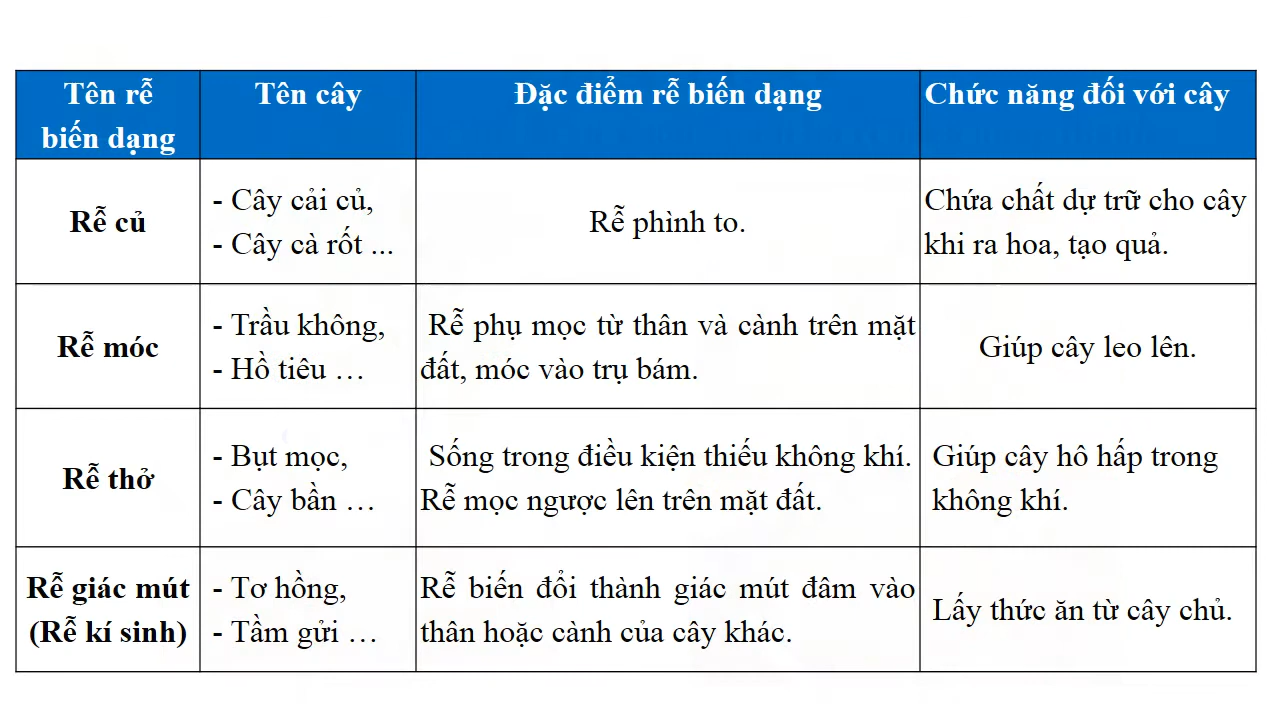 Tên rễ
biến dạng
Tên cây
Đặc điểm rễ biến dạng
Chức năng đối với cây
Rễ củ
- Cây cải củ,
- Cây cà rốt ...
Rễ phình to.
Chứa chất dự trữ cho cây
khi ra hoa, tạo quả.
Rễ móc
- Trầu không,
- Hồ tiêu …
Rễ phụ mọc từ thân và cành trên mặt
đất, móc vào trụ bám.
Giúp cây leo lên.
Rễ thở
- Bụt mọc,
- Cây bần …
Sống trong điều kiện thiếu không khí.
Rễ mọc ngược lên trên mặt đất.
Giúp cây hô hấp trong
không khí.
Rễ giác mút
(Rễ kí sinh)
- Tơ hồng,
- Tầm gửi …
Rễ biến đổi thành giác mút đâm vào
thân hoặc cành của cây khác.
Lấy thức ăn từ cây chủ.